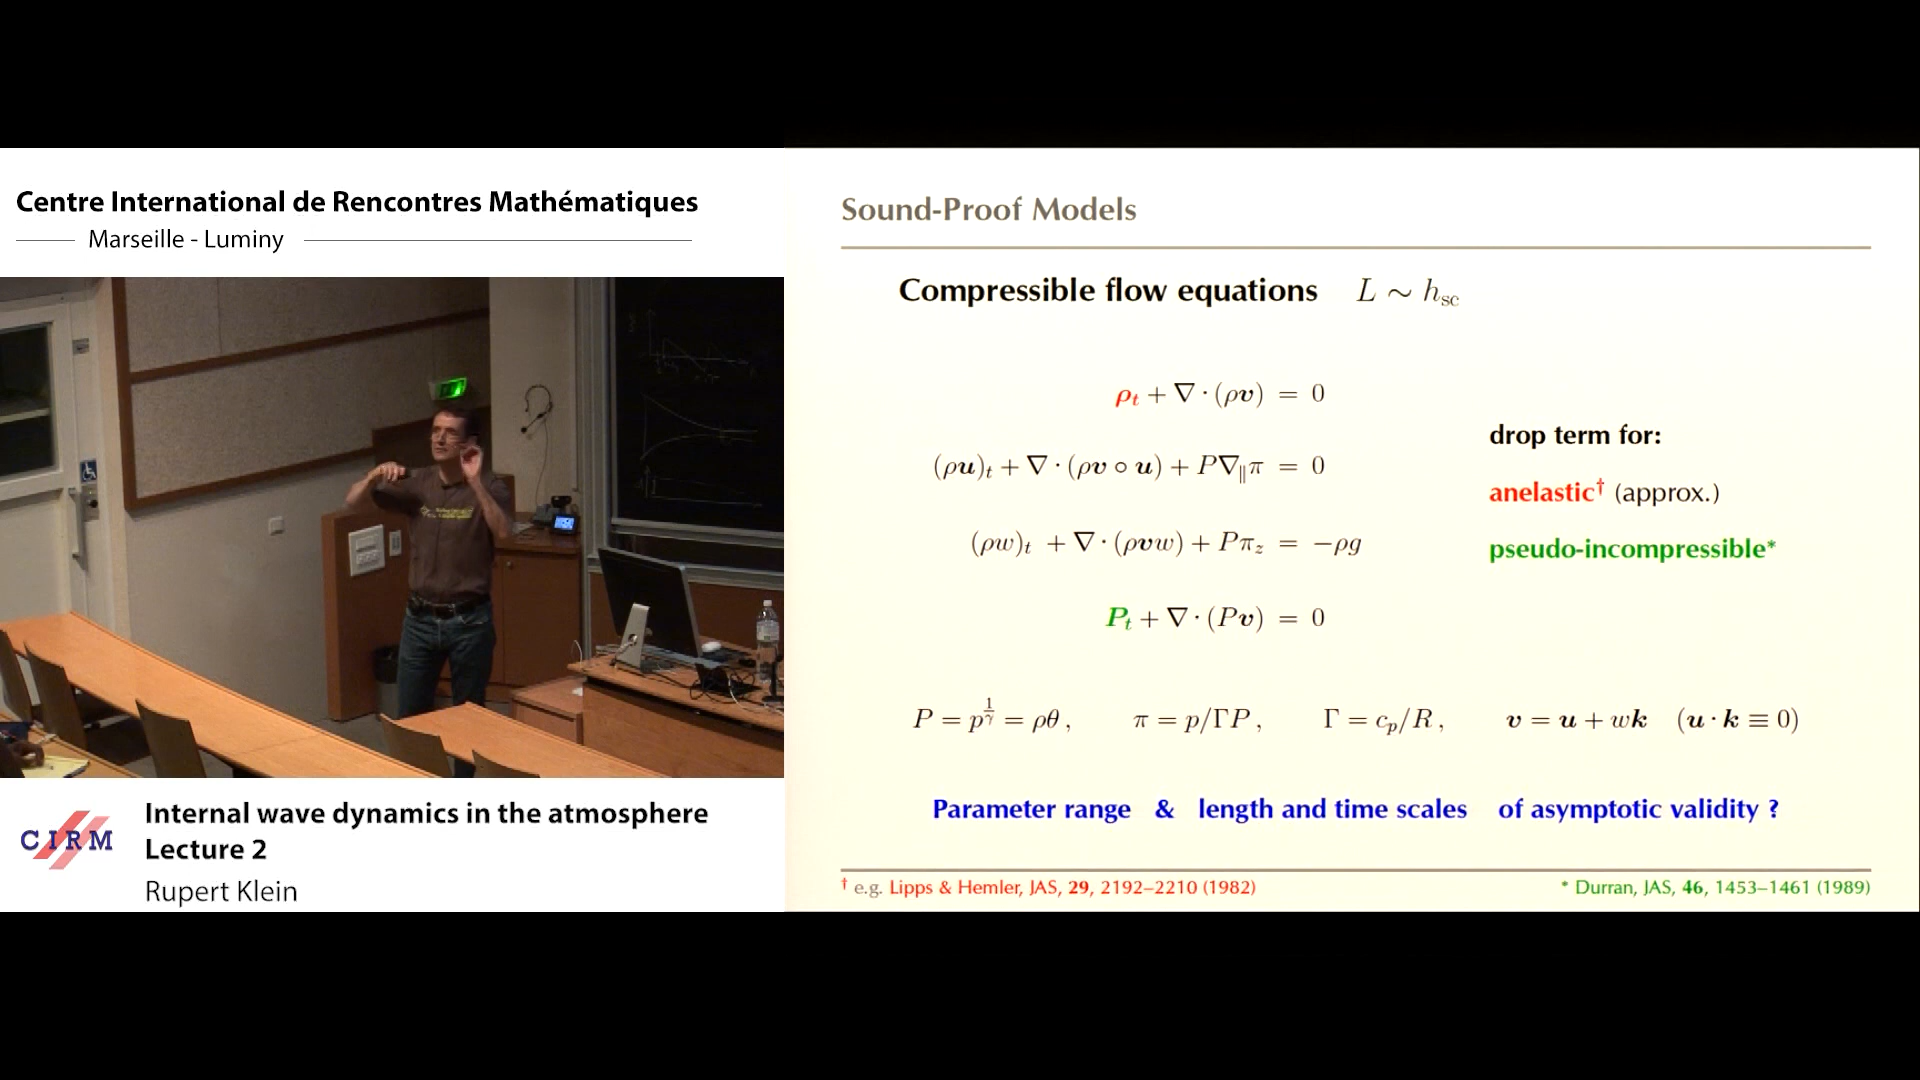 Centre International de Rencontres Mathématiques
Marseille - Luminy
CIRM
Internal wave dynamics in the atmosphere
Lecture 2
Rupert Klein
Sound-Proof Models
Compressible flow equations L ∼ h_sc
ρ_t + ∇ · (ρv) = 0
(ρu)_t + ∇ · (ρv ∘ u) + P∇_∥π = 0
(ρw)_t + ∇ · (ρvw) + Pπ_z = −ρg
P_t + ∇ · (Pv) = 0
drop term for:
anelastic† (approx.)
pseudo-incompressible*
P = p^{1/γ} = ρθ , π = p/ΓP , Γ = c_p/R , v = u + wk (u · k ≡ 0)
Parameter range & length and time scales of asymptotic validity ?
† e.g. Lipps & Hemler, JAS, 29, 2192–2210 (1982)
* Durran, JAS, 46, 1453–1461 (1989)